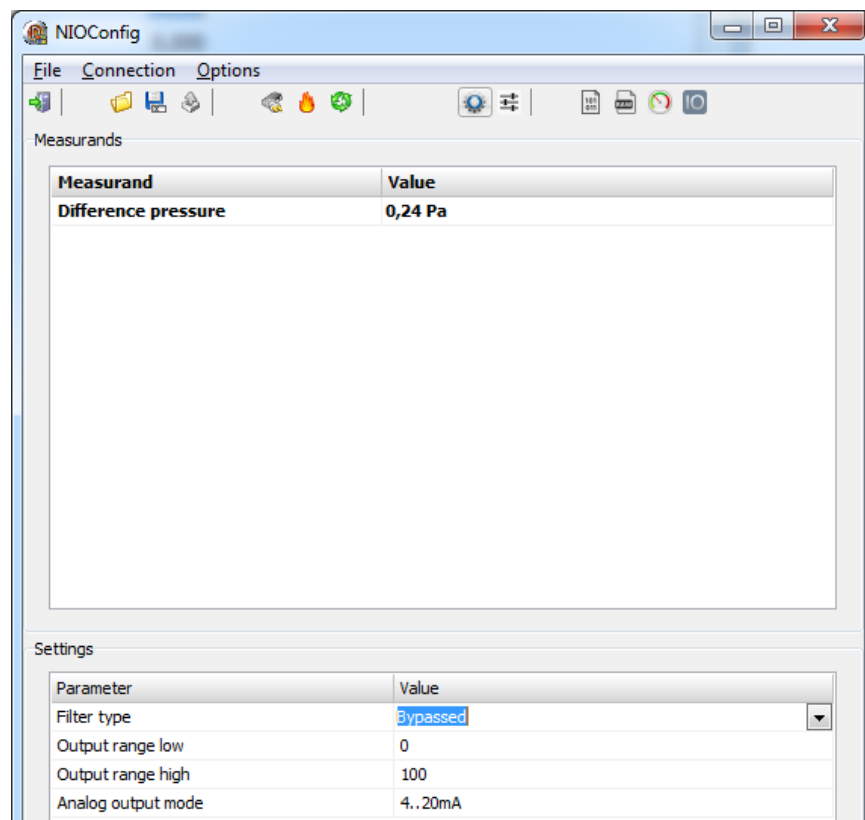 NIOConfig
File Connection Options
Measurands
Measurand Value
Difference pressure 0,24 Pa
Settings
Parameter Value
Filter type Bypassed
Output range low 0
Output range high 100
Analog output mode 4..20mA